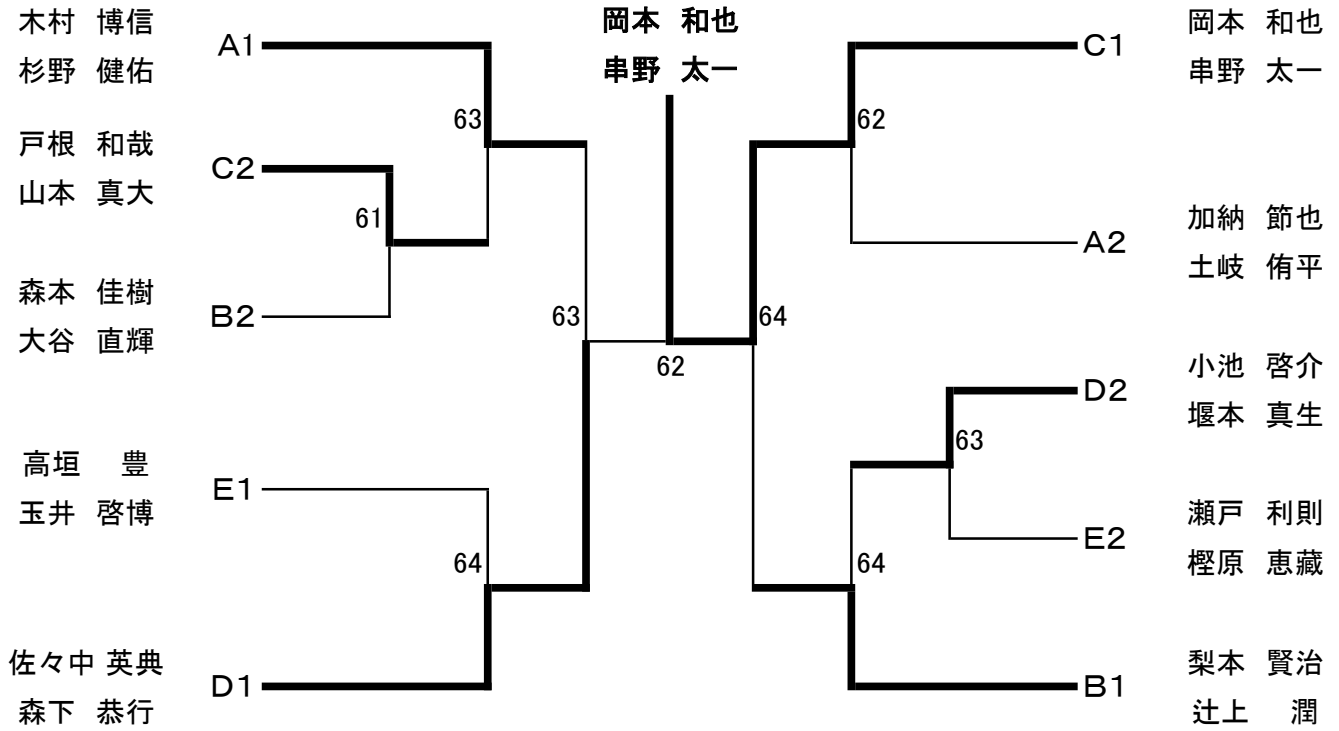 木村 博信
杉野 健佑
A1
戸根 和哉
山本 真大
C2
森本 佳樹
大谷 直輝
B2
高垣 豊
玉井 啓博
E1
佐々中 英典
森下 恭行
D1
63
61
63
64
岡本 和也
串野 太一
62
62
64
63
64
C1
岡本 和也
串野 太一
A2
加納 節也
土岐 侑平
D2
小池 啓介
堰本 真生
E2
瀬戸 利則
樫原 恵藏
B1
梨本 賢治
辻上 潤